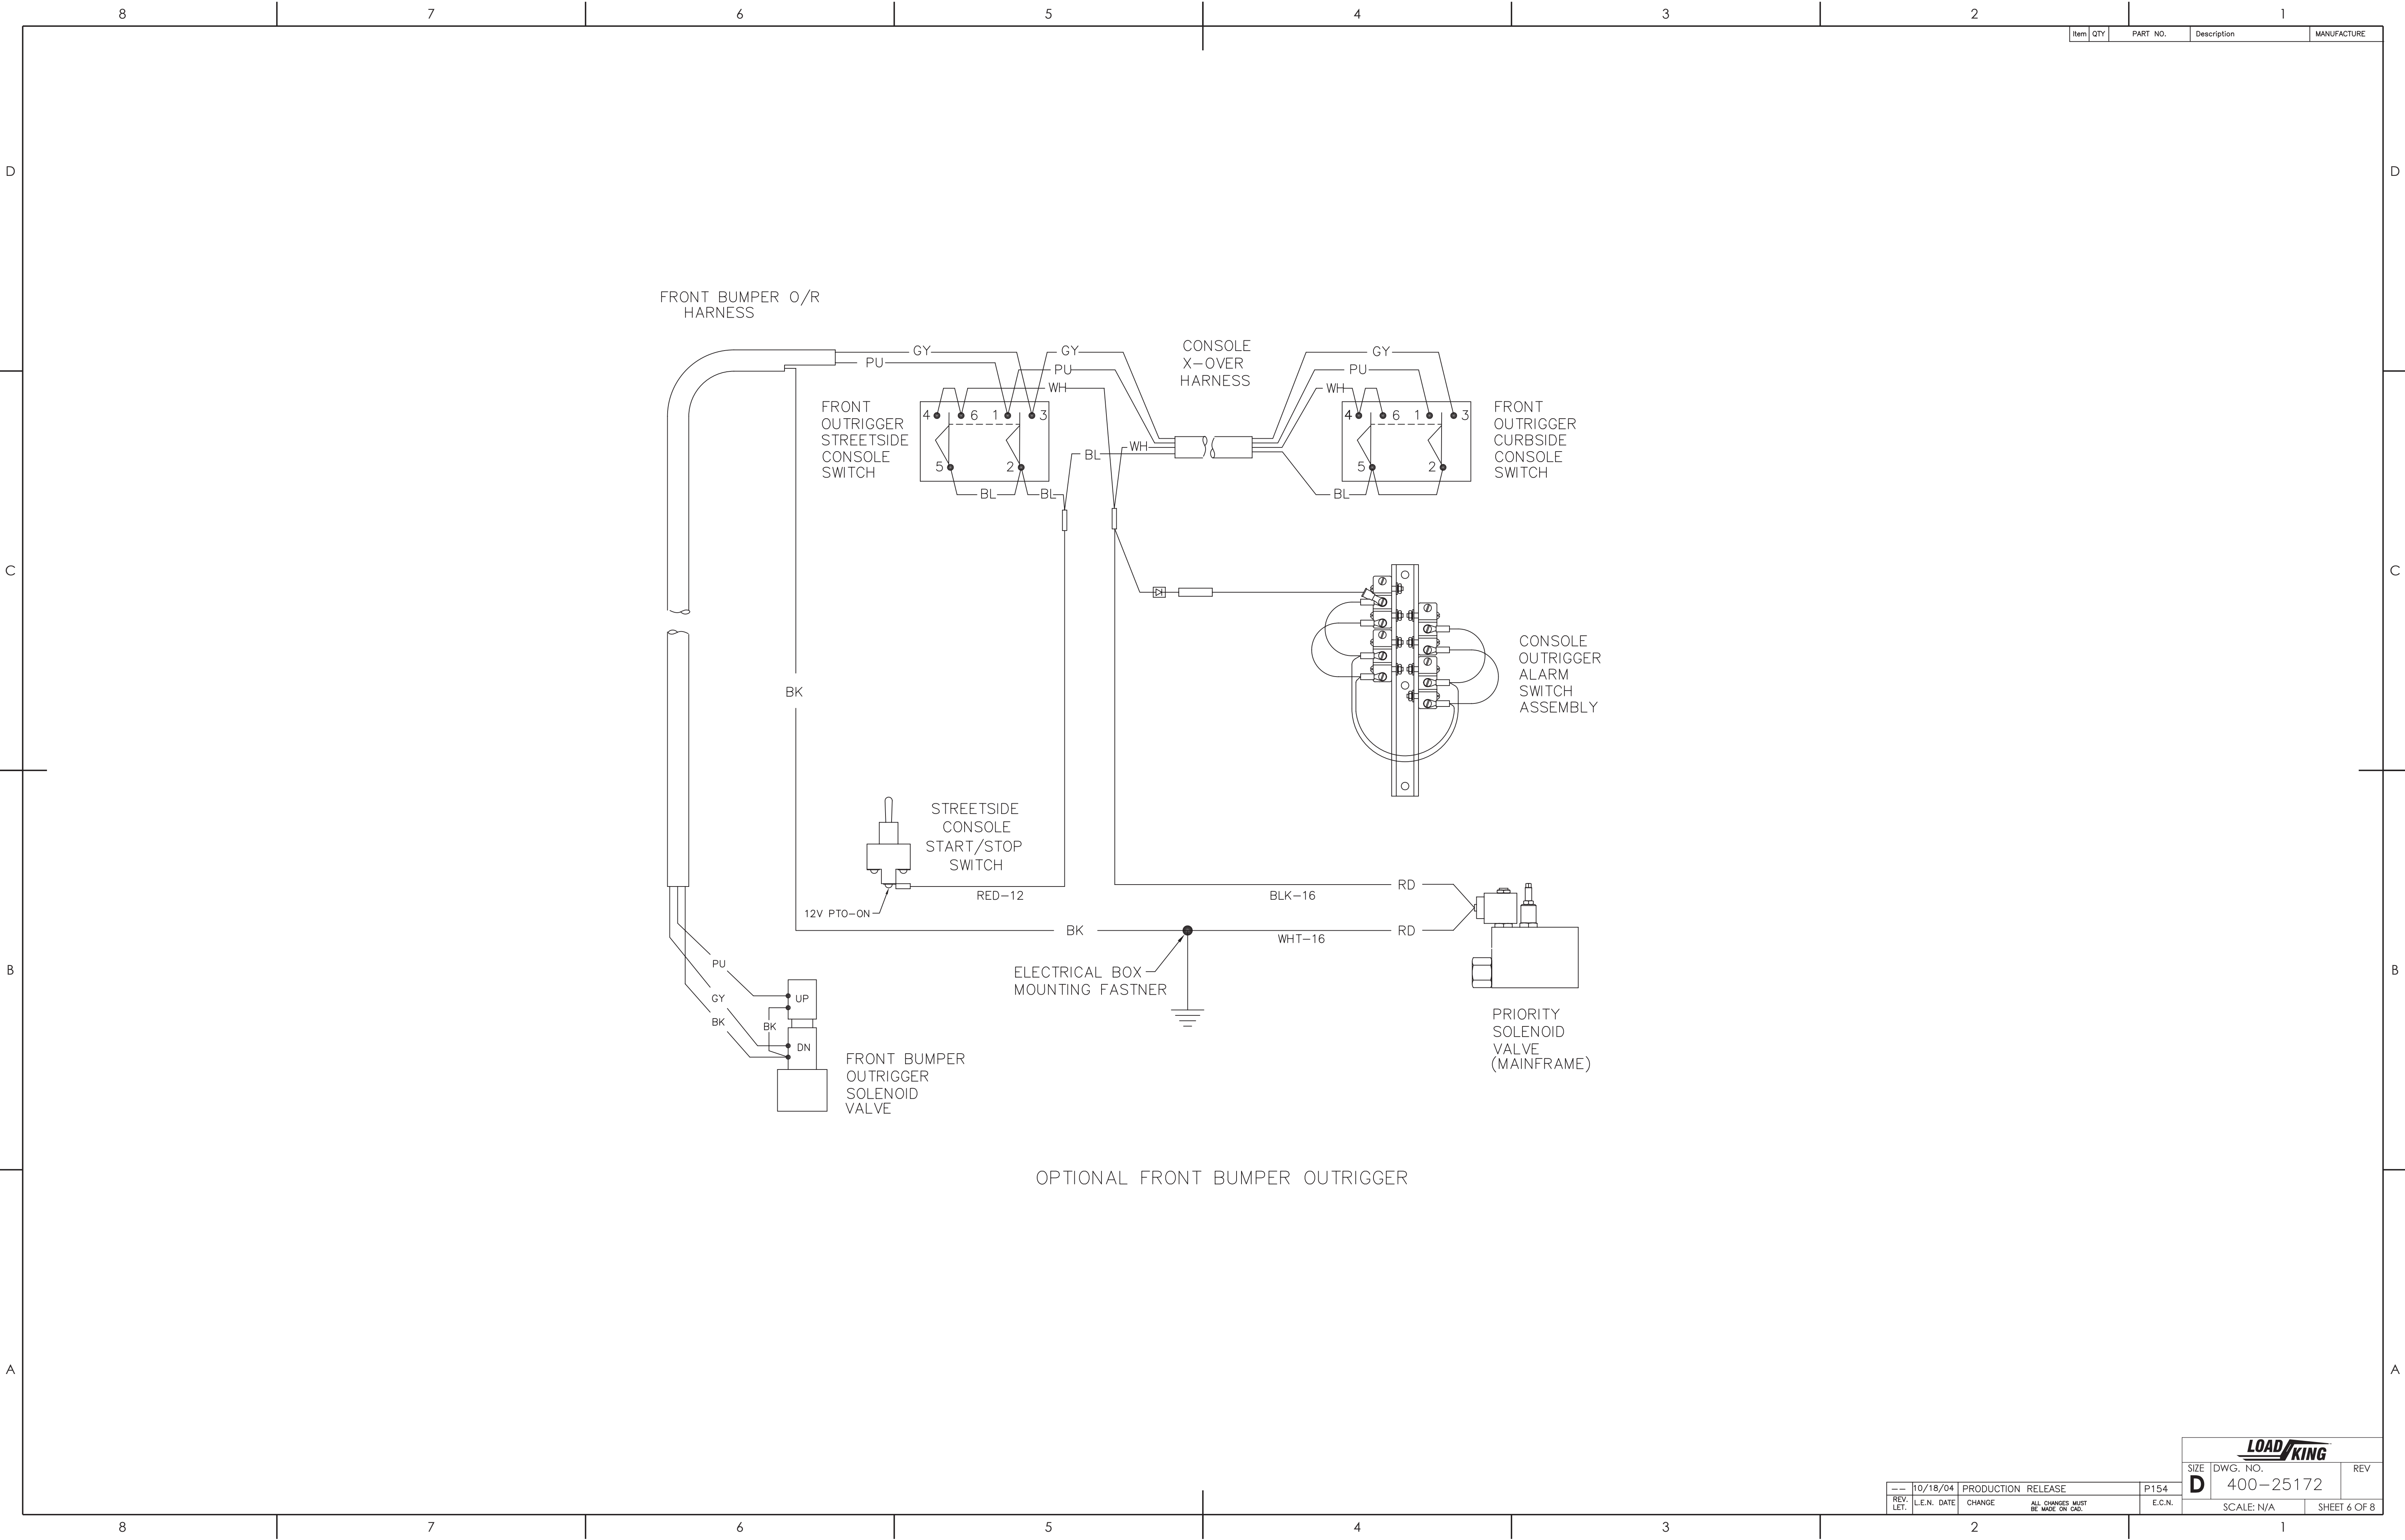 8 7 6 5 4 3 2 1
Item QTY PART NO. Description MANUFACTURE
D D
FRONT BUMPER O/R
HARNESS
GY
PU
GY
PU
WH
CONSOLE
X-OVER
HARNESS
GY
PU
WH
FRONT
OUTRIGGER
STREETSIDE
CONSOLE
SWITCH
4 6 1 3
5 2
BL
BL
BL
WH
4 6 1 3
5 2
BL
FRONT
OUTRIGGER
CURBSIDE
CONSOLE
SWITCH
C C
CONSOLE
OUTRIGGER
ALARM
SWITCH
ASSEMBLY
BK
STREETSIDE
CONSOLE
START/STOP
SWITCH
RED-12
12V PTO-ON
BLK-16
RD
BK
WHT-16
RD
ELECTRICAL BOX
MOUNTING FASTNER
B B
PU
GY
BK
BK
UP
DN
FRONT BUMPER
OUTRIGGER
SOLENOID
VALVE
PRIORITY
SOLENOID
VALVE
(MAINFRAME)
OPTIONAL FRONT BUMPER OUTRIGGER
A A
LOAD KING
SIZE DWG. NO. REV
D 400-25172
SCALE: N/A SHEET 6 OF 8
-- 10/18/04 PRODUCTION RELEASE P154
REV. LET. L.E.N. DATE CHANGE ALL CHANGES MUST BE MADE ON CAD. E.C.N.
8 7 6 5 4 3 2 1